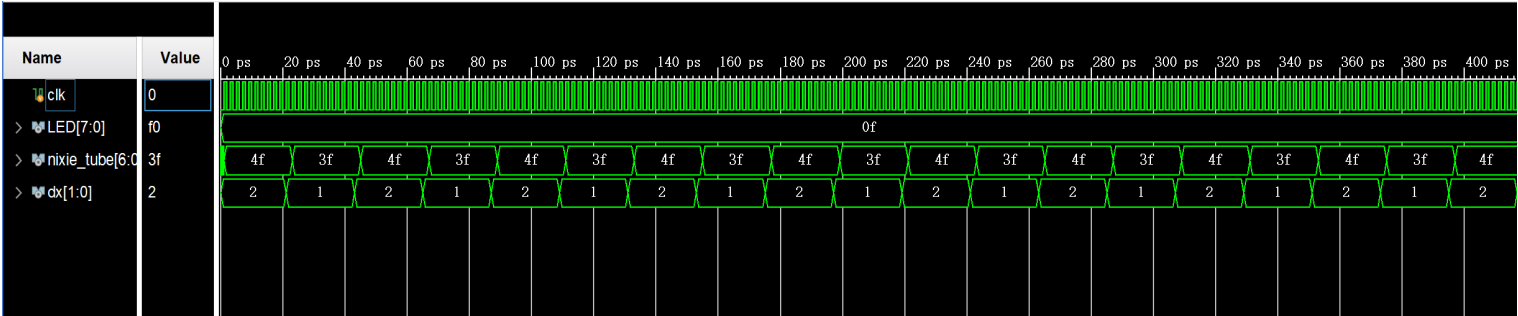 Name Value
0 ps 20 ps 40 ps 60 ps 80 ps 100 ps 120 ps 140 ps 160 ps 180 ps 200 ps 220 ps 240 ps 260 ps 280 ps 300 ps 320 ps 340 ps 360 ps 380 ps 400 ps
clk 0
LED[7:0] f0 0f
nixie_tube[6:0 3f 4f 3f 4f 3f 4f 3f 4f 3f 4f 3f 4f 3f 4f 3f 4f 3f 4f 3f 4f
dx[1:0] 2 2 1 2 1 2 1 2 1 2 1 2 1 2 1 2 1 2 1 2